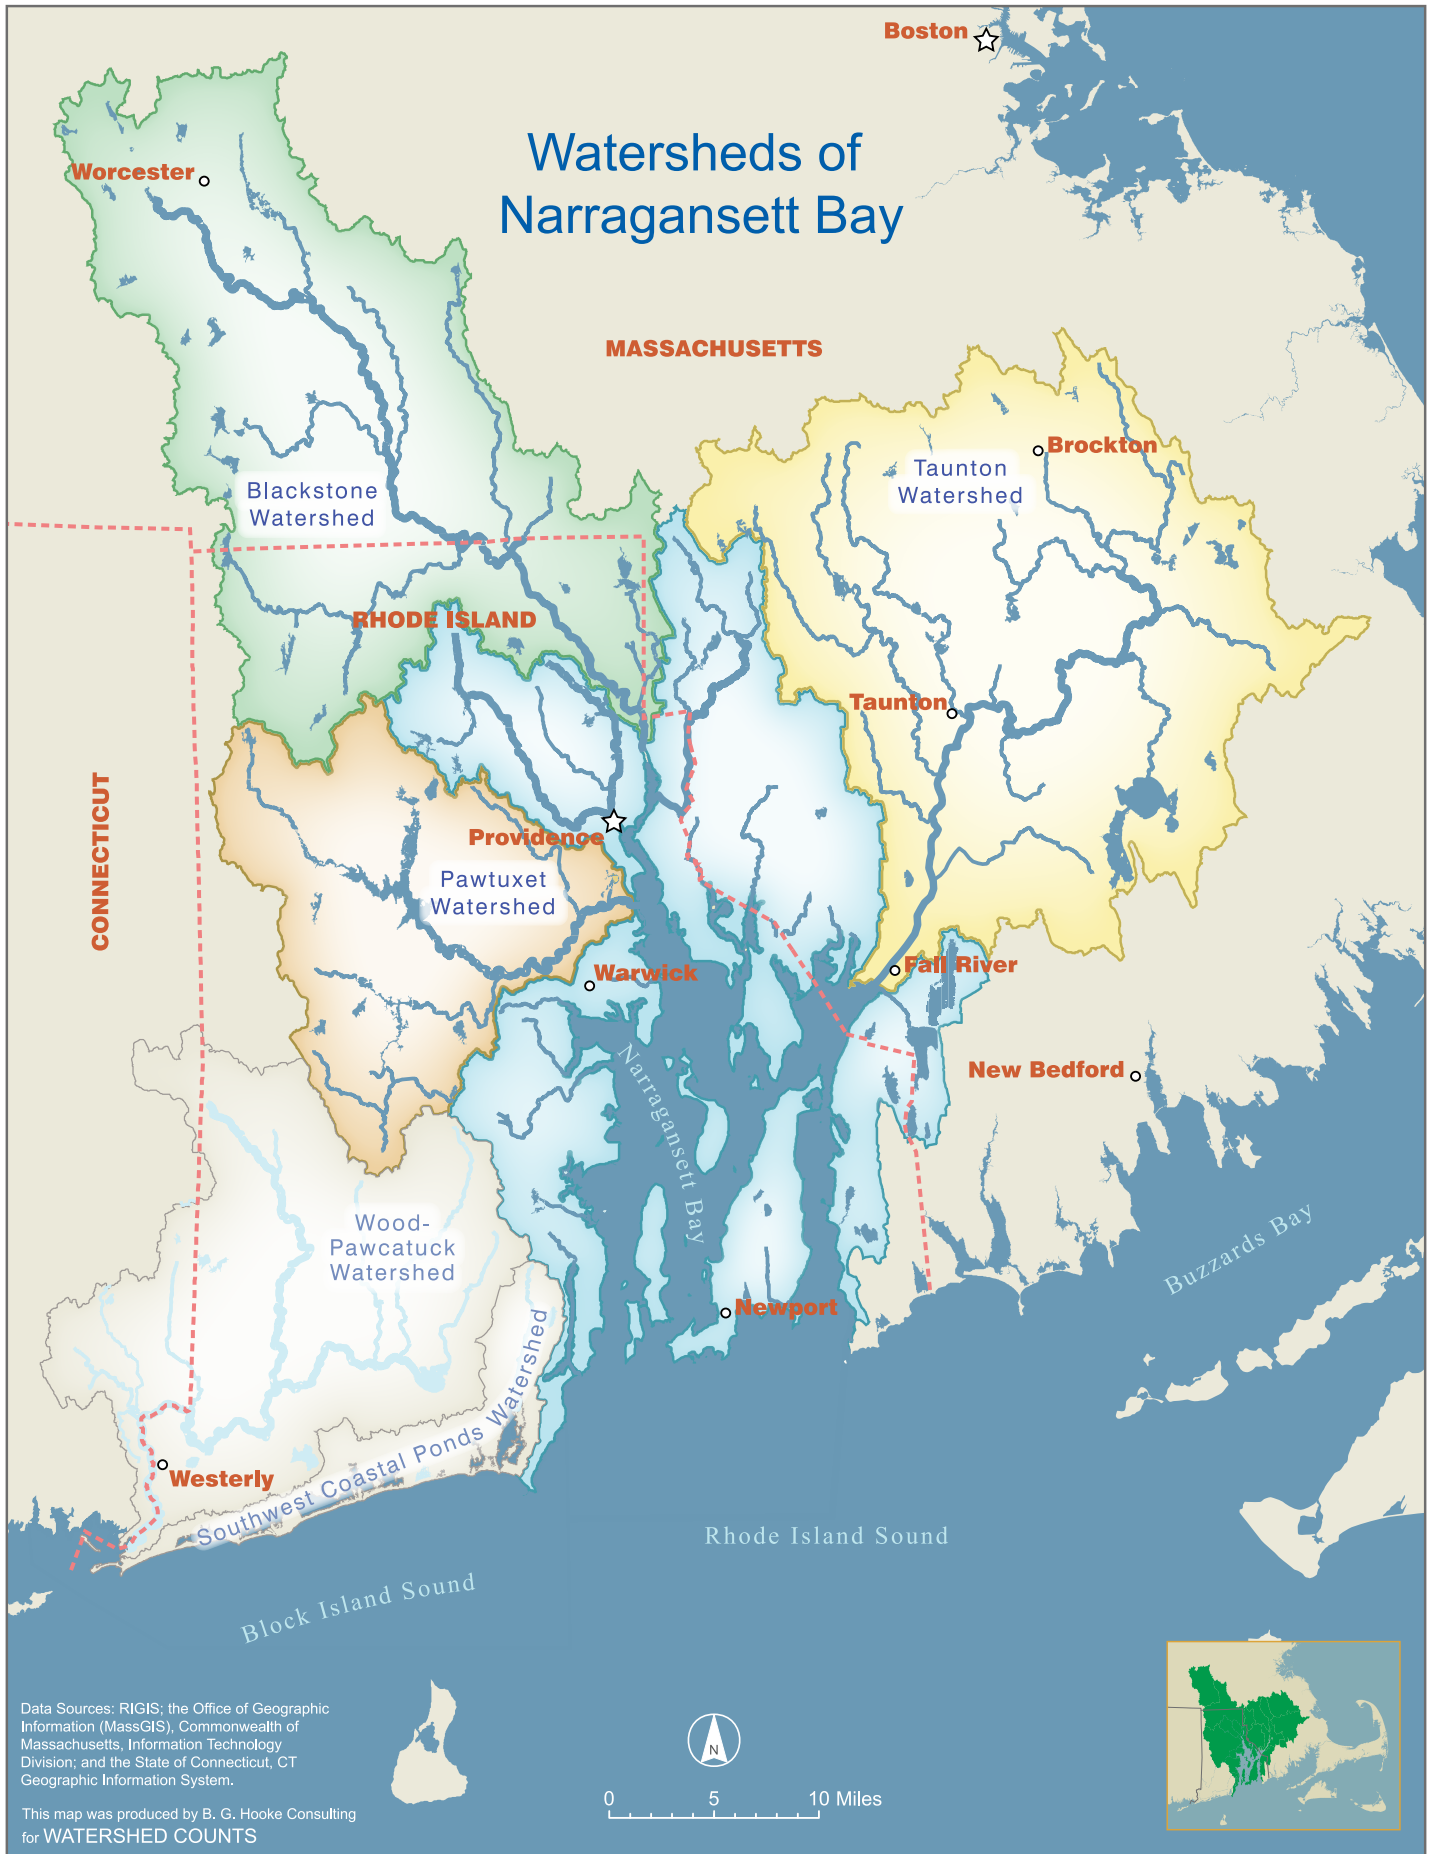 Boston
Watersheds of
Narragansett Bay
Worcester
MASSACHUSETTS
Brockton
Taunton
Watershed
Blackstone
Watershed
RHODE ISLAND
Taunton
CONNECTICUT
Providence
Pawtuxet
Watershed
Fall River
Warwick
New Bedford
Narragansett Bay
Wood-
Pawcatuck
Watershed
Buzzards Bay
Newport
Southwest Coastal Ponds Watershed
Westerly
Rhode Island Sound
Block Island Sound
Data Sources: RIGIS; the Office of Geographic
Information (MassGIS), Commonwealth of
Massachusetts, Information Technology
Division; and the State of Connecticut, CT
Geographic Information System.
This map was produced by B. G. Hooke Consulting
for WATERSHED COUNTS
N
0 5 10 Miles